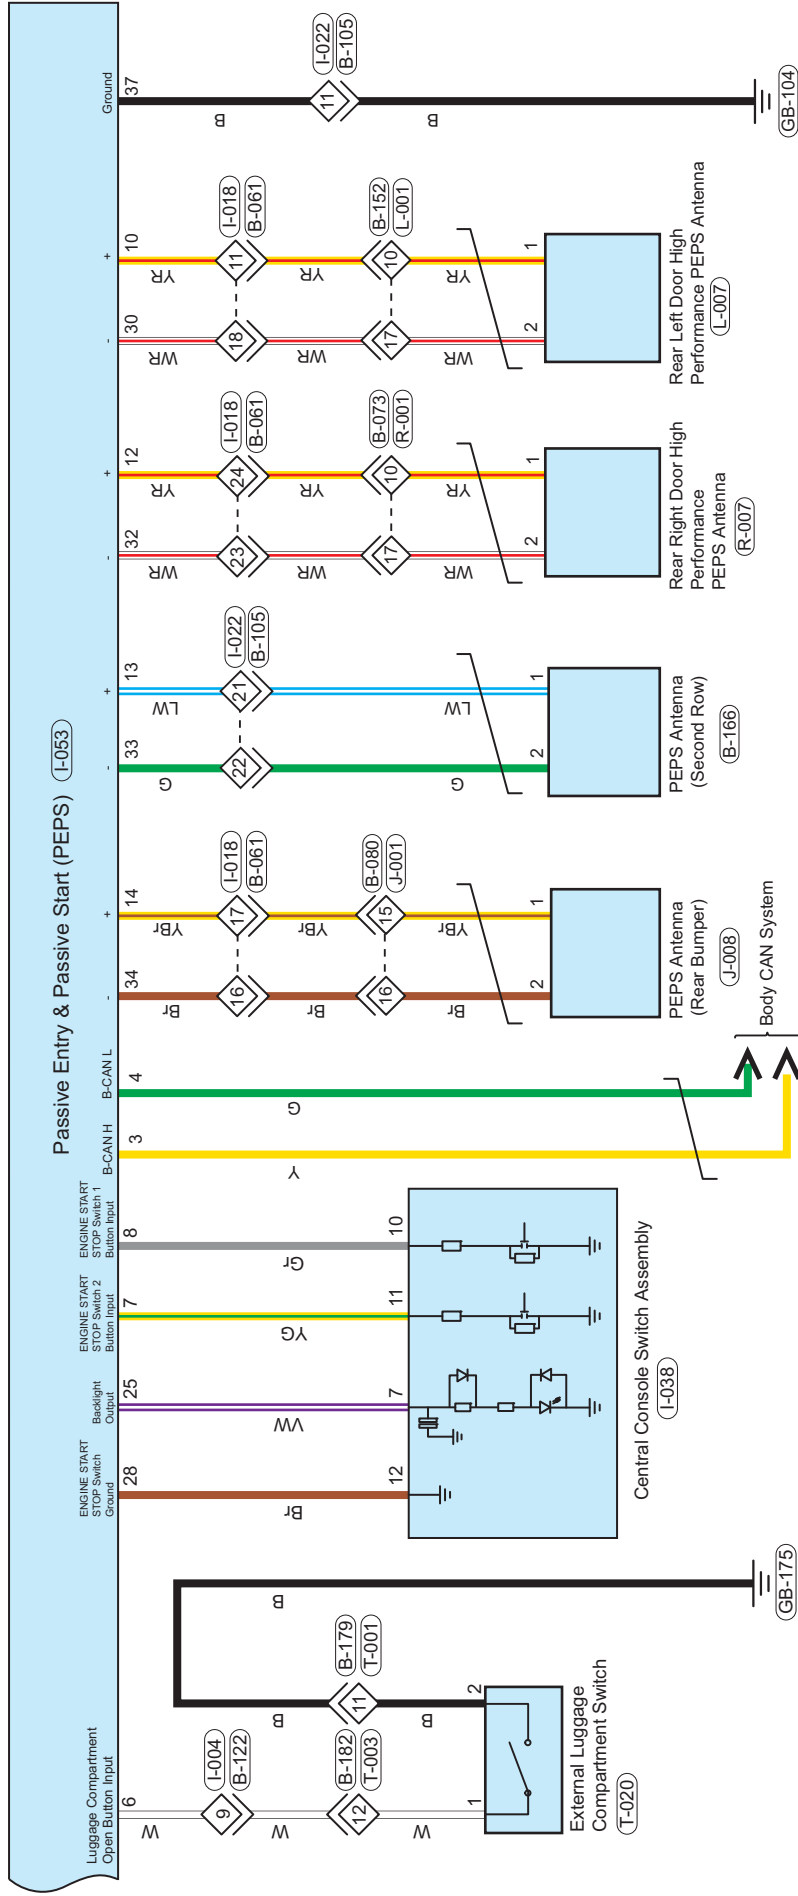 Passive Entry & Passive Start (PEPS)
I-053
Luggage Compartment
Open Button Input
ENGINE START
STOP Switch
Ground
Backlight
Output
ENGINE START
STOP Switch 2
Button Input
ENGINE START
STOP Switch 1
Button Input
B-CAN H
B-CAN L
-
+
-
+
-
+
-
+
Ground
6
28
25
7
8
3
4
34
14
33
13
32
12
30
10
37
W
9
I-004
B-122
W
12
B-182
T-003
W
1
B
B
11
B-179
T-001
B
2
External Luggage
Compartment Switch
T-020
GB-175
Br
12
VW
7
YG
11
Gr
10
Central Console Switch Assembly
I-038
Y
G
Body CAN System
Br
YBr
16
17
I-018
B-061
Br
YBr
16
15
B-080
J-001
Br
YBr
2
1
PEPS Antenna
(Rear Bumper)
J-008
G
LW
22
21
I-022
B-105
G
LW
2
1
PEPS Antenna
(Second Row)
B-166
WR
YR
23
24
I-018
B-061
WR
YR
17
10
B-073
R-001
WR
YR
2
1
Rear Right Door High
Performance
PEPS Antenna
R-007
WR
YR
18
11
I-018
B-061
WR
YR
17
10
B-152
L-001
WR
YR
2
1
Rear Left Door High
Performance PEPS Antenna
L-007
B
11
I-022
B-105
B
GB-104